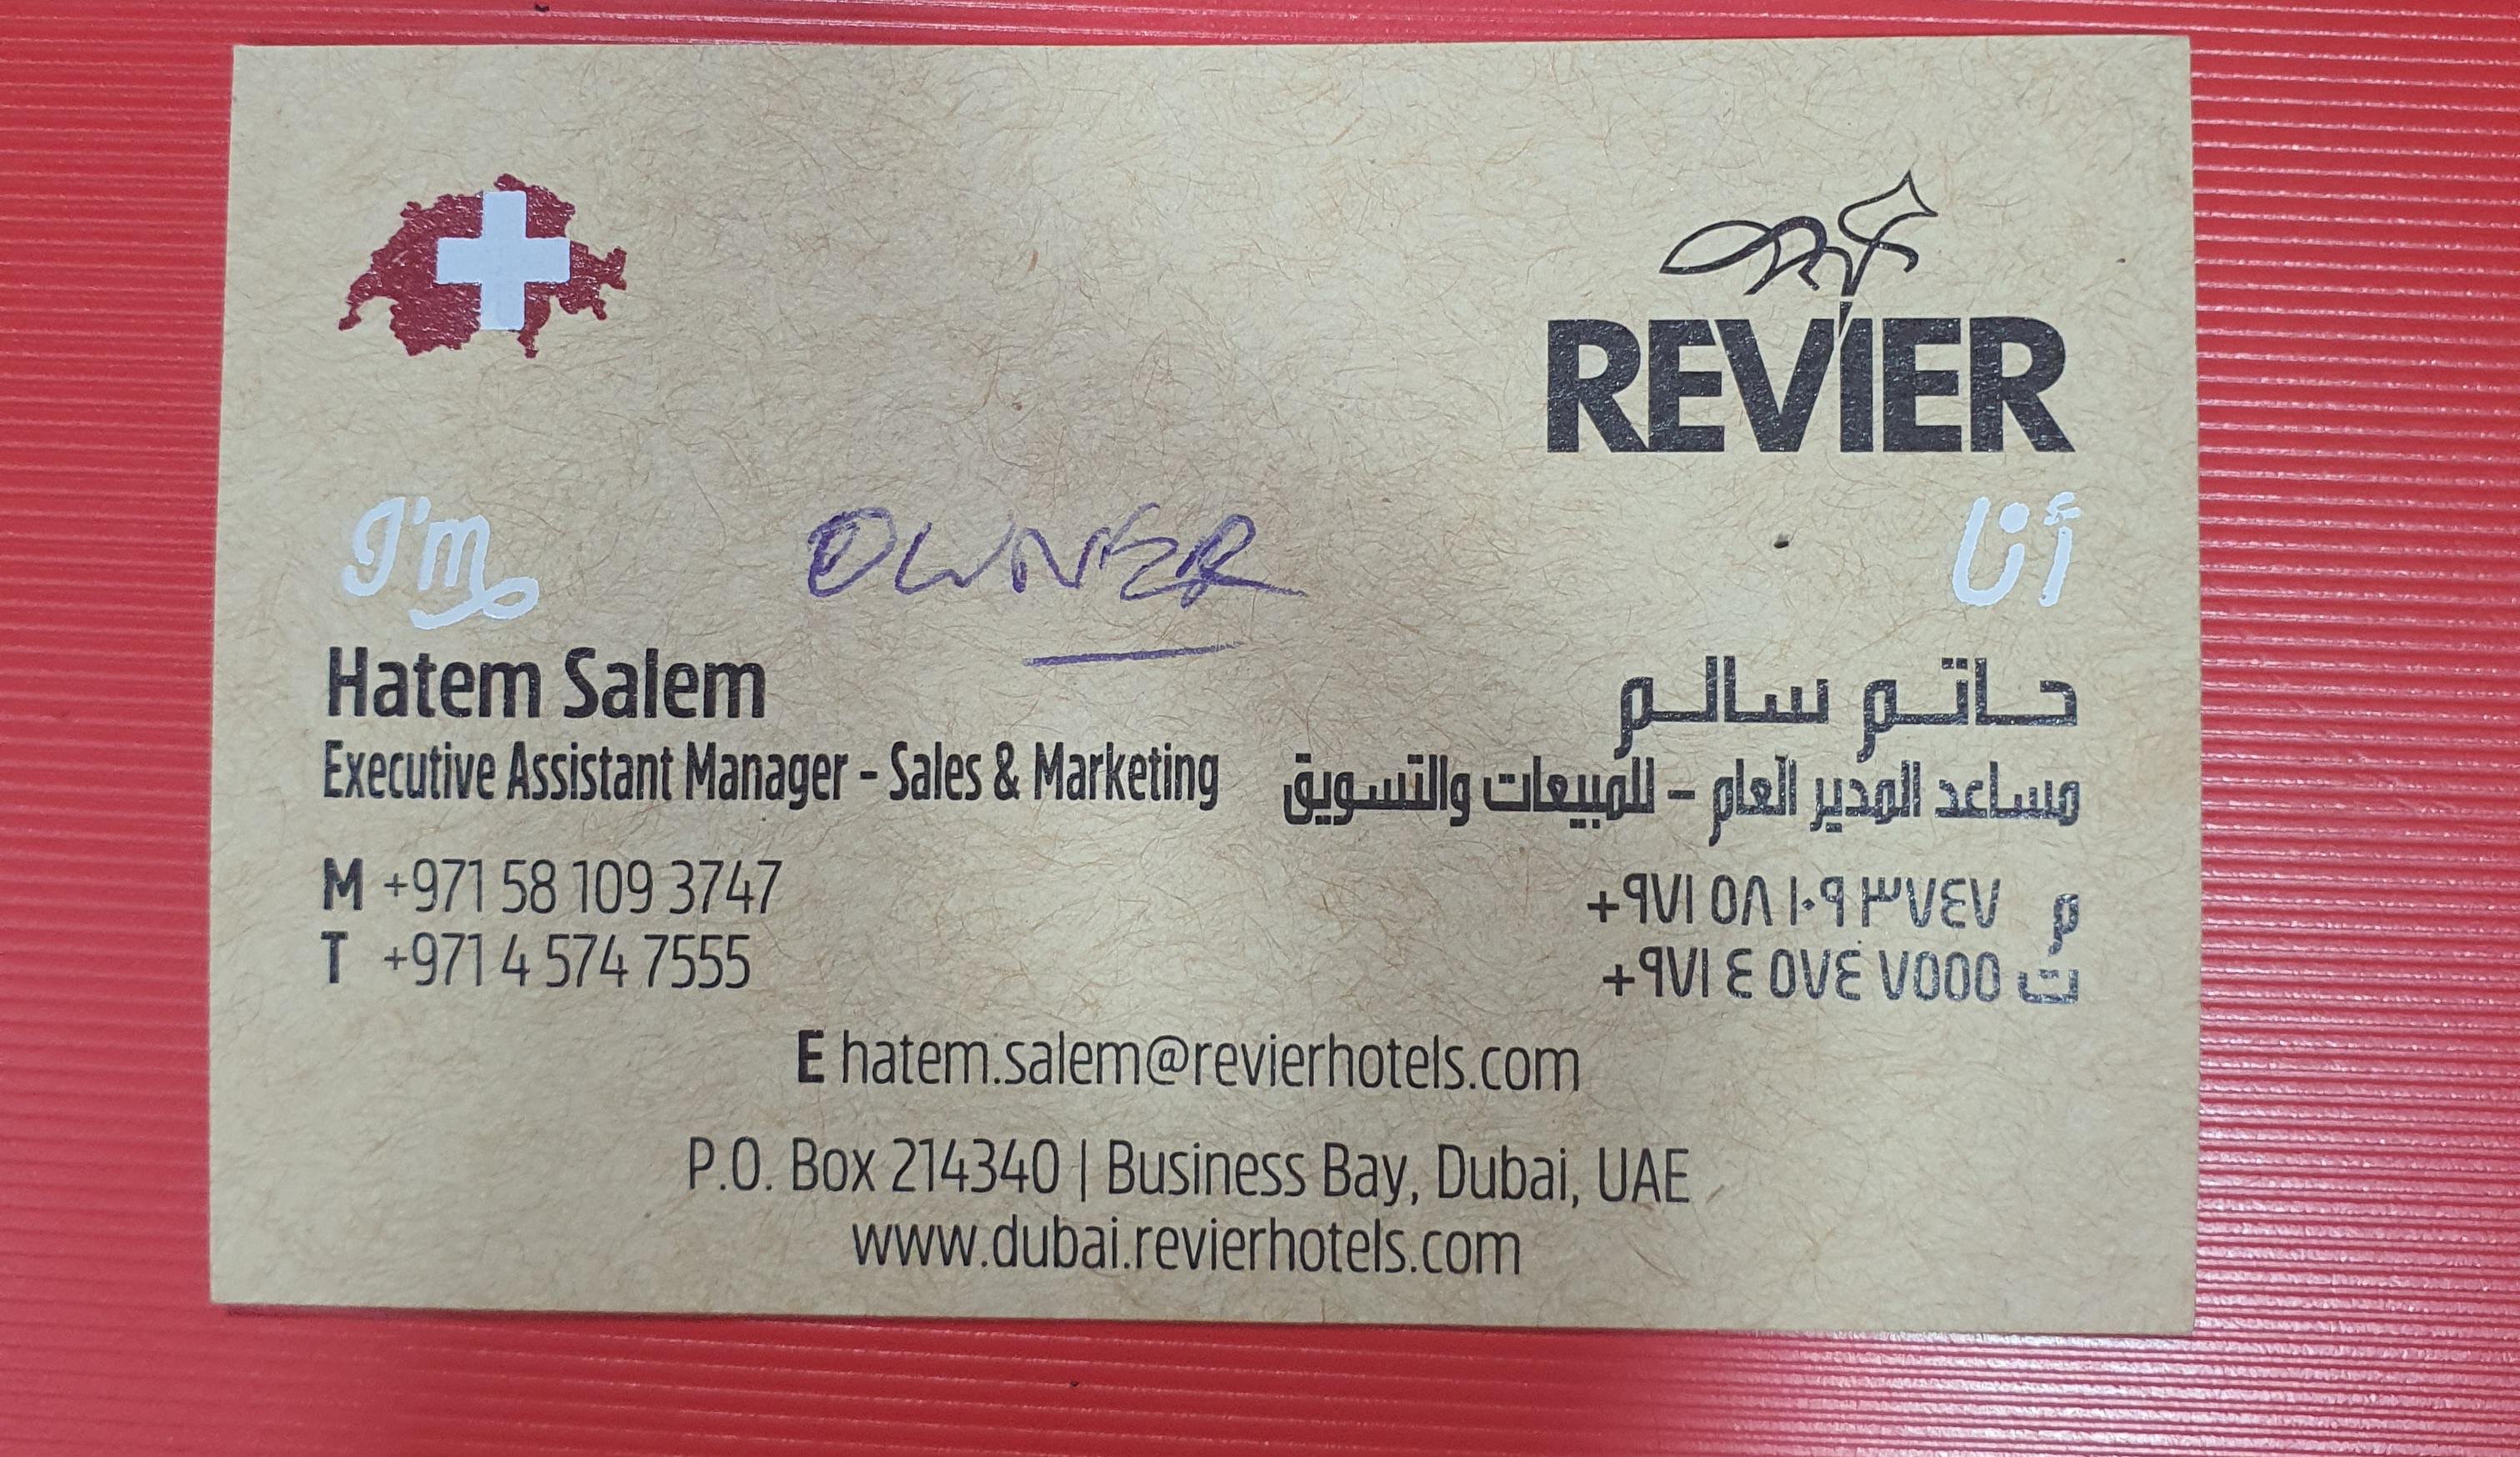 REVIER
I'm
OWNER
أنا
Hatem Salem
حاتم سالم
Executive Assistant Manager - Sales & Marketing
مساعد المدير العام - للمبيعات والتسويق
M +971 58 109 3747
م +٩٧١ ٥٨ ١٠٩ ٣٧٤٧
T +971 4 574 7555
ت +٩٧١ ٤ ٥٧٤ ٧٥٥٥
E hatem.salem@revierhotels.com
P.O. Box 214340 | Business Bay, Dubai, UAE
www.dubai.revierhotels.com